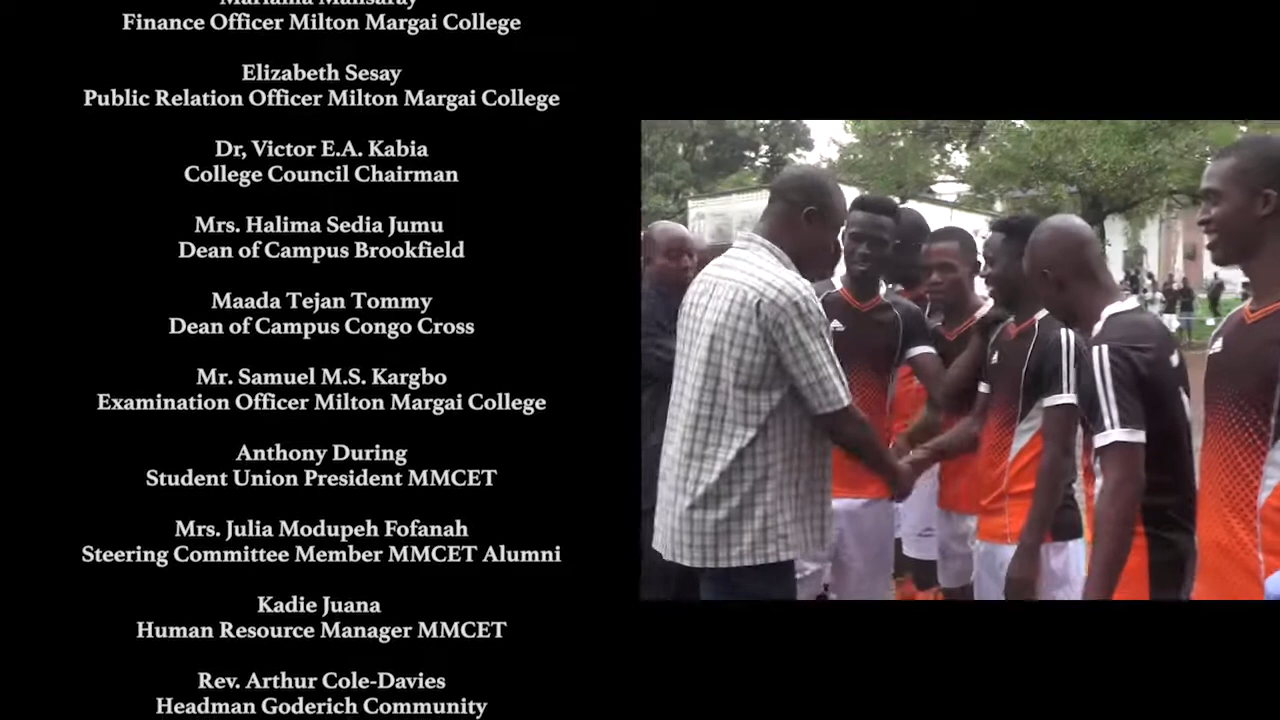 Mariama Mansaray
Finance Officer Milton Margai College
Elizabeth Sesay
Public Relation Officer Milton Margai College
Dr, Victor E.A. Kabia
College Council Chairman
Mrs. Halima Sedia Jumu
Dean of Campus Brookfield
Maada Tejan Tommy
Dean of Campus Congo Cross
Mr. Samuel M.S. Kargbo
Examination Officer Milton Margai College
Anthony During
Student Union President MMCET
Mrs. Julia Modupeh Fofanah
Steering Committee Member MMCET Alumni
Kadie Juana
Human Resource Manager MMCET
Rev. Arthur Cole-Davies
Headman Goderich Community